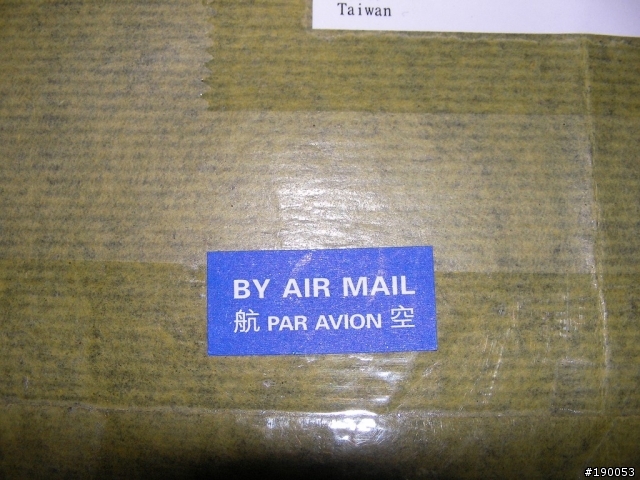 Taiwan
BY AIR MAIL
航 PAR AVION 空
#190053